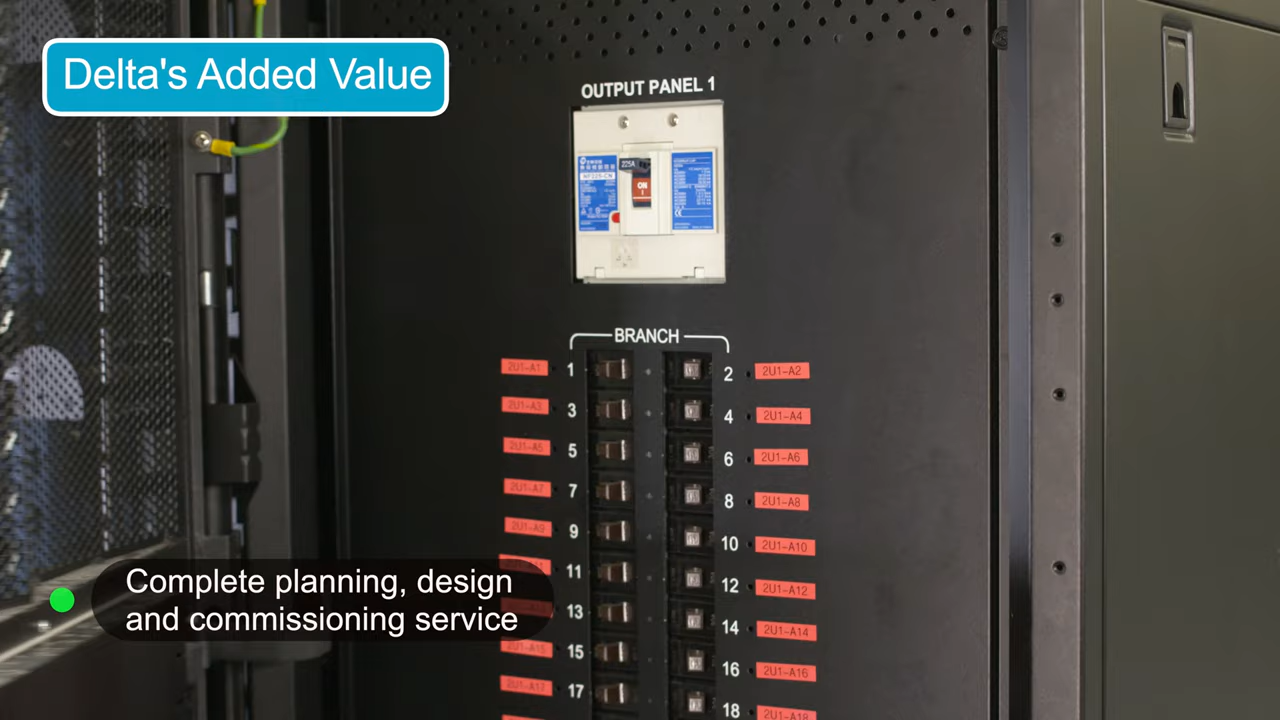 Delta's Added Value
OUTPUT PANEL 1
225A
NF225-CN
ON
BRANCH
2U1-A1 1 2 2U1-A2
2U1-A3 3 4 2U1-A4
2U1-A5 5 6 2U1-A6
2U1-A7 7 8 2U1-A8
2U1-A9 9 10 2U1-A10
11 12 2U1-A12
13 14 2U1-A14
2U1-A15 15 16 2U1-A16
2U1-A17 17 18 2U1-A18
Complete planning, design
and commissioning service